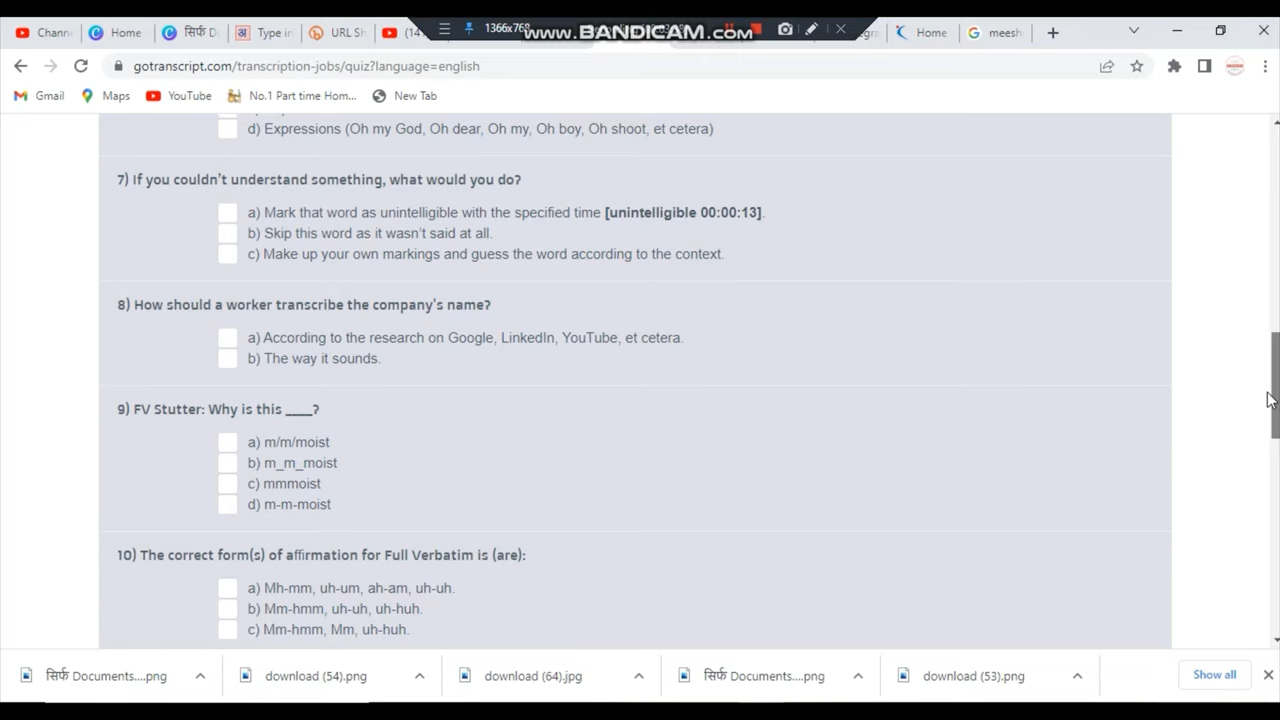 Chann
Home
सिर्फ D
Type in
URL Sh
(14
1366x768
www.BANDICAM.com
Home
meesh
gotranscript.com/transcription-jobs/quiz?language=english
Gmail
Maps
YouTube
No.1 Part time Hom...
New Tab
d) Expressions (Oh my God, Oh dear, Oh my, Oh boy, Oh shoot, et cetera)
7) If you couldn't understand something, what would you do?
a) Mark that word as unintelligible with the specified time [unintelligible 00:00:13].
b) Skip this word as it wasn't said at all.
c) Make up your own markings and guess the word according to the context.
8) How should a worker transcribe the company's name?
a) According to the research on Google, LinkedIn, YouTube, et cetera.
b) The way it sounds.
9) FV Stutter: Why is this ____?
a) m/m/moist
b) m_m_moist
c) mmmoist
d) m-m-moist
10) The correct form(s) of affirmation for Full Verbatim is (are):
a) Mh-mm, uh-um, ah-am, uh-uh.
b) Mm-hmm, uh-uh, uh-huh.
c) Mm-hmm, Mm, uh-huh.
सिर्फ Documents....png
download (54).png
download (64).jpg
सिर्फ Documents....png
download (53).png
Show all